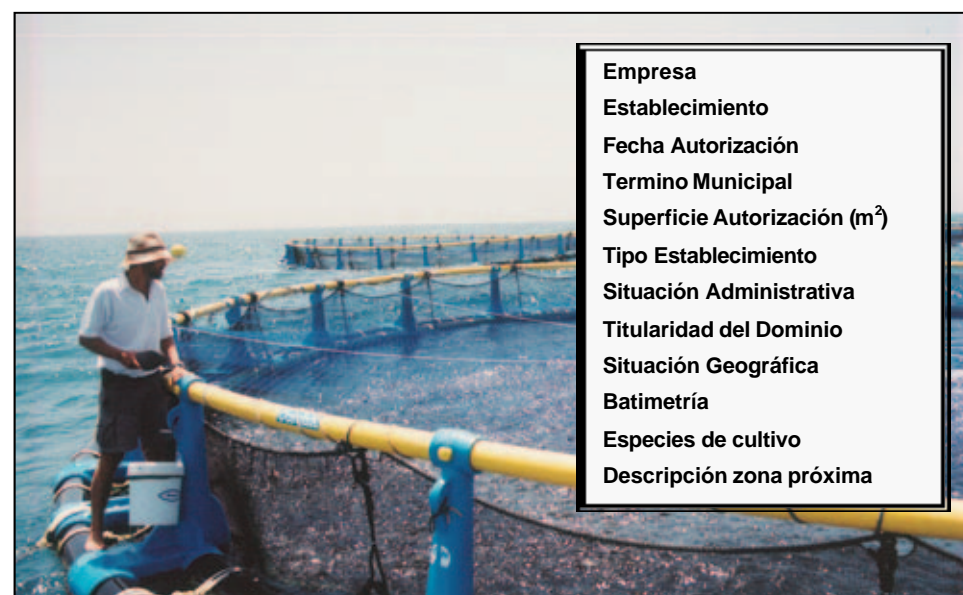 Empresa
Establecimiento
Fecha Autorización
Termino Municipal
Superficie Autorización (m²)
Tipo Establecimiento
Situación Administrativa
Titularidad del Dominio
Situación Geográfica
Batimetría
Especies de cultivo
Descripción zona próxima